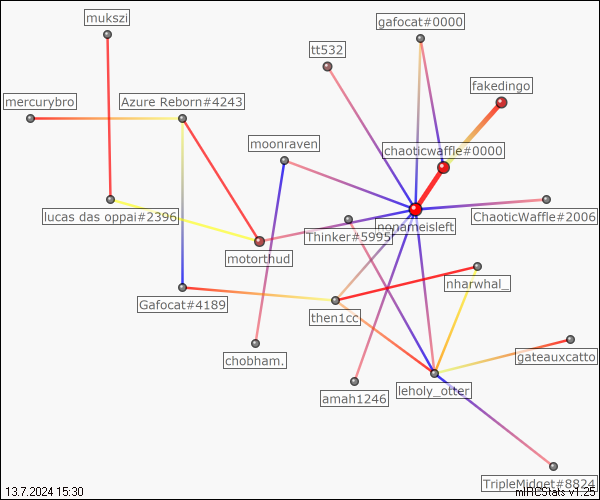 mukszi
gafocat#0000
tt532
fakedingo
mercurybro
Azure Reborn#4243
moonraven
chaoticwaffle#0000
lucas das oppai#2396
ChaoticWaffle#2006
nonameisleft
Thinker#5995
motorthud
nharwhal_
Gafocat#4189
then1cc
gateauxcatto
chobham.
leholy_otter
amah1246
TripleMidget#8824
13.7.2024 15:30
mIRCStats v1.25